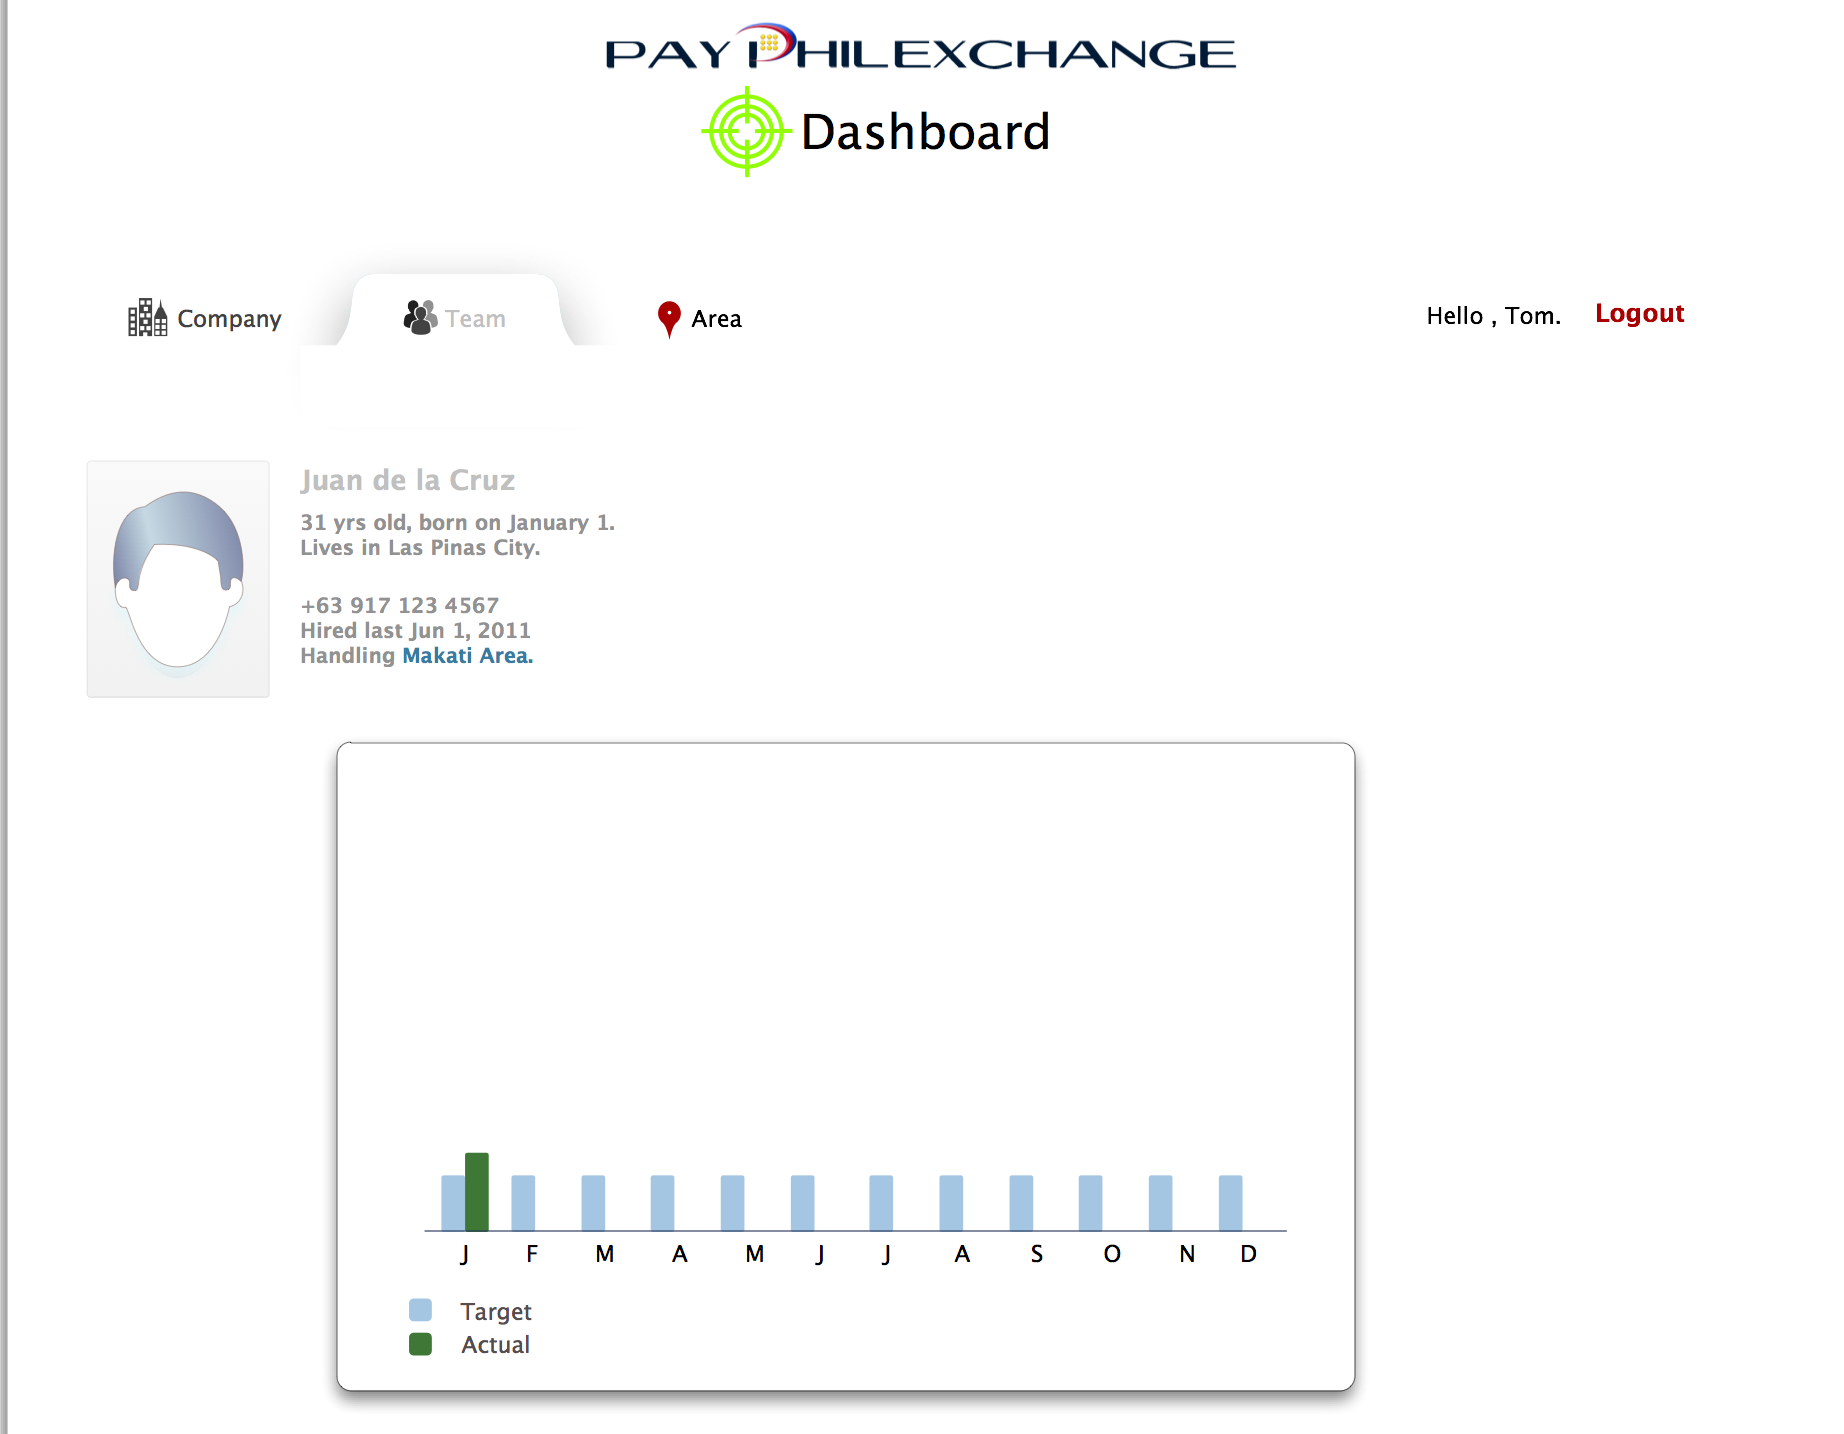 PAY PHILEXCHANGE
Dashboard
Company
Team
Area
Hello , Tom.
Logout
Juan de la Cruz
31 yrs old, born on January 1.
Lives in Las Pinas City.
+63 917 123 4567
Hired last Jun 1, 2011
Handling Makati Area.
J F M A M J J A S O N D
Target
Actual